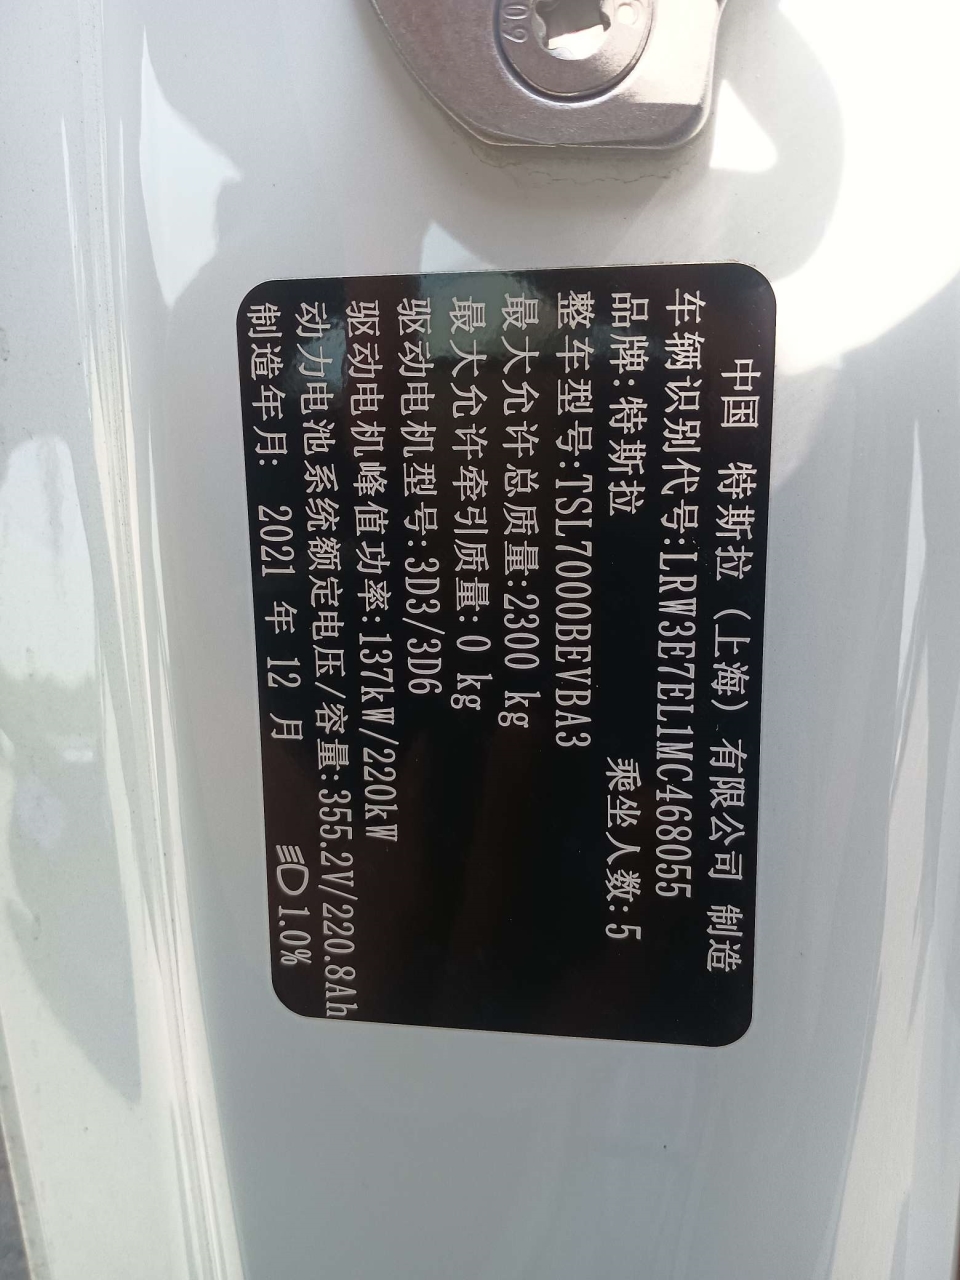 60
中国 特斯拉（上海）有限公司 制造
车辆识别代号:LRW3E7EL1MC468055
品牌:特斯拉 乘坐人数:5
整车型号:TSL7000BEVBA3
最大允许总质量:2300 kg
最大允许牵引质量:0 kg
驱动电机型号:3D3/3D6
驱动电机峰值功率:137kW/220kW
动力电池系统额定电压/容量:355.2V/220.8Ah
制造年月: 2021 年 12 月 1.0%